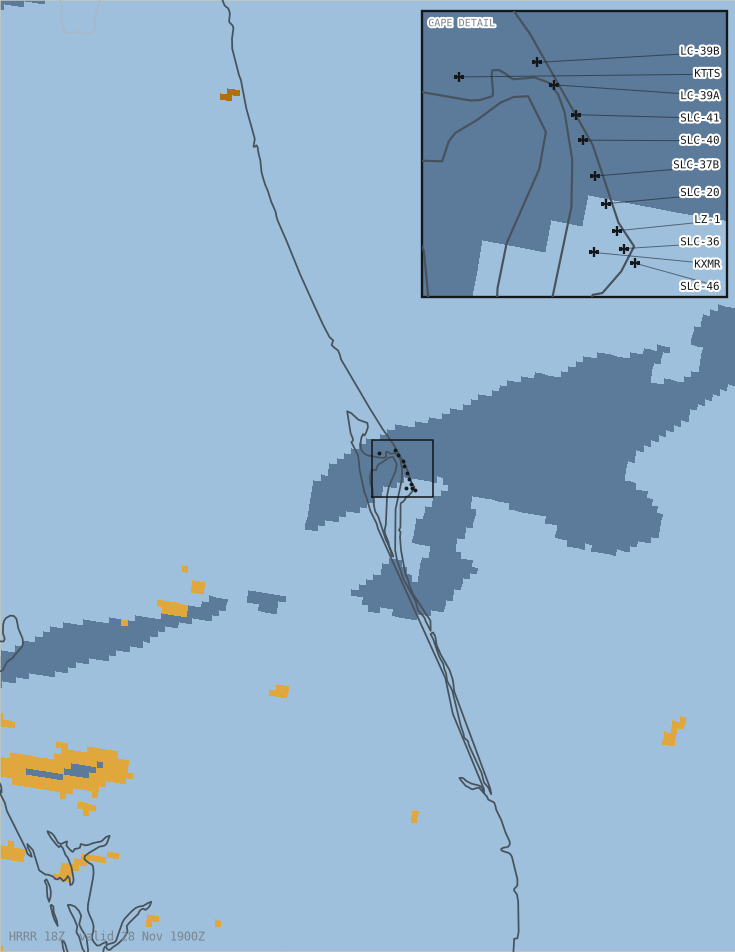 CAPE DETAIL
LC-39B
KTTS
LC-39A
SLC-41
SLC-40
SLC-37B
SLC-20
LZ-1
SLC-36
KXMR
SLC-46
HRRR 18Z valid 28 Nov 1900Z